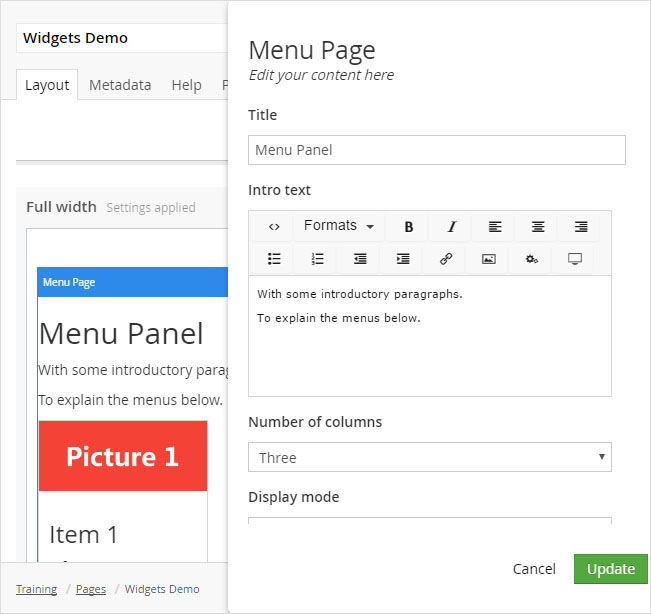 Widgets Demo
Layout Metadata Help
Full width Settings applied
Menu Page
Menu Panel
With some introductory
To explain the menus below.
Picture 1
Item 1
Training / Pages / Widgets Demo
Menu Page
Edit your content here
Title
Menu Panel
Intro text
Formats B I
With some introductory paragraphs.
To explain the menus below.
Number of columns
Three
Display mode
Cancel Update